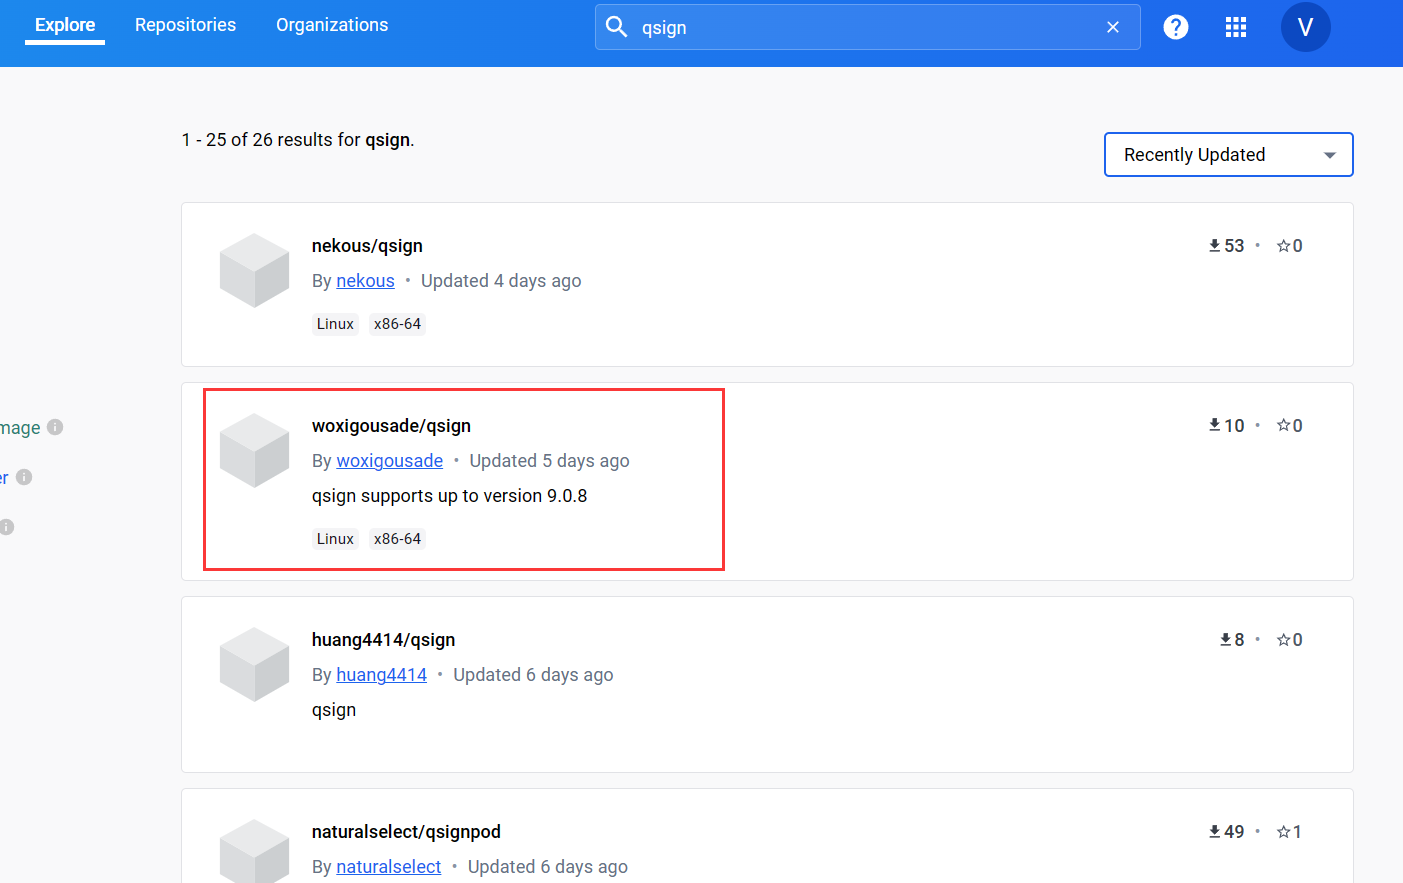 Explore Repositories Organizations qsign V
1 - 25 of 26 results for qsign.
Recently Updated
nekous/qsign 53 • 0
By nekous • Updated 4 days ago
Linux x86-64
woxigousade/qsign 10 • 0
mage
By woxigousade • Updated 5 days ago
er
qsign supports up to version 9.0.8
Linux x86-64
huang4414/qsign 8 • 0
By huang4414 • Updated 6 days ago
qsign
naturalselect/qsignpod 49 • 1
By naturalselect • Updated 6 days ago